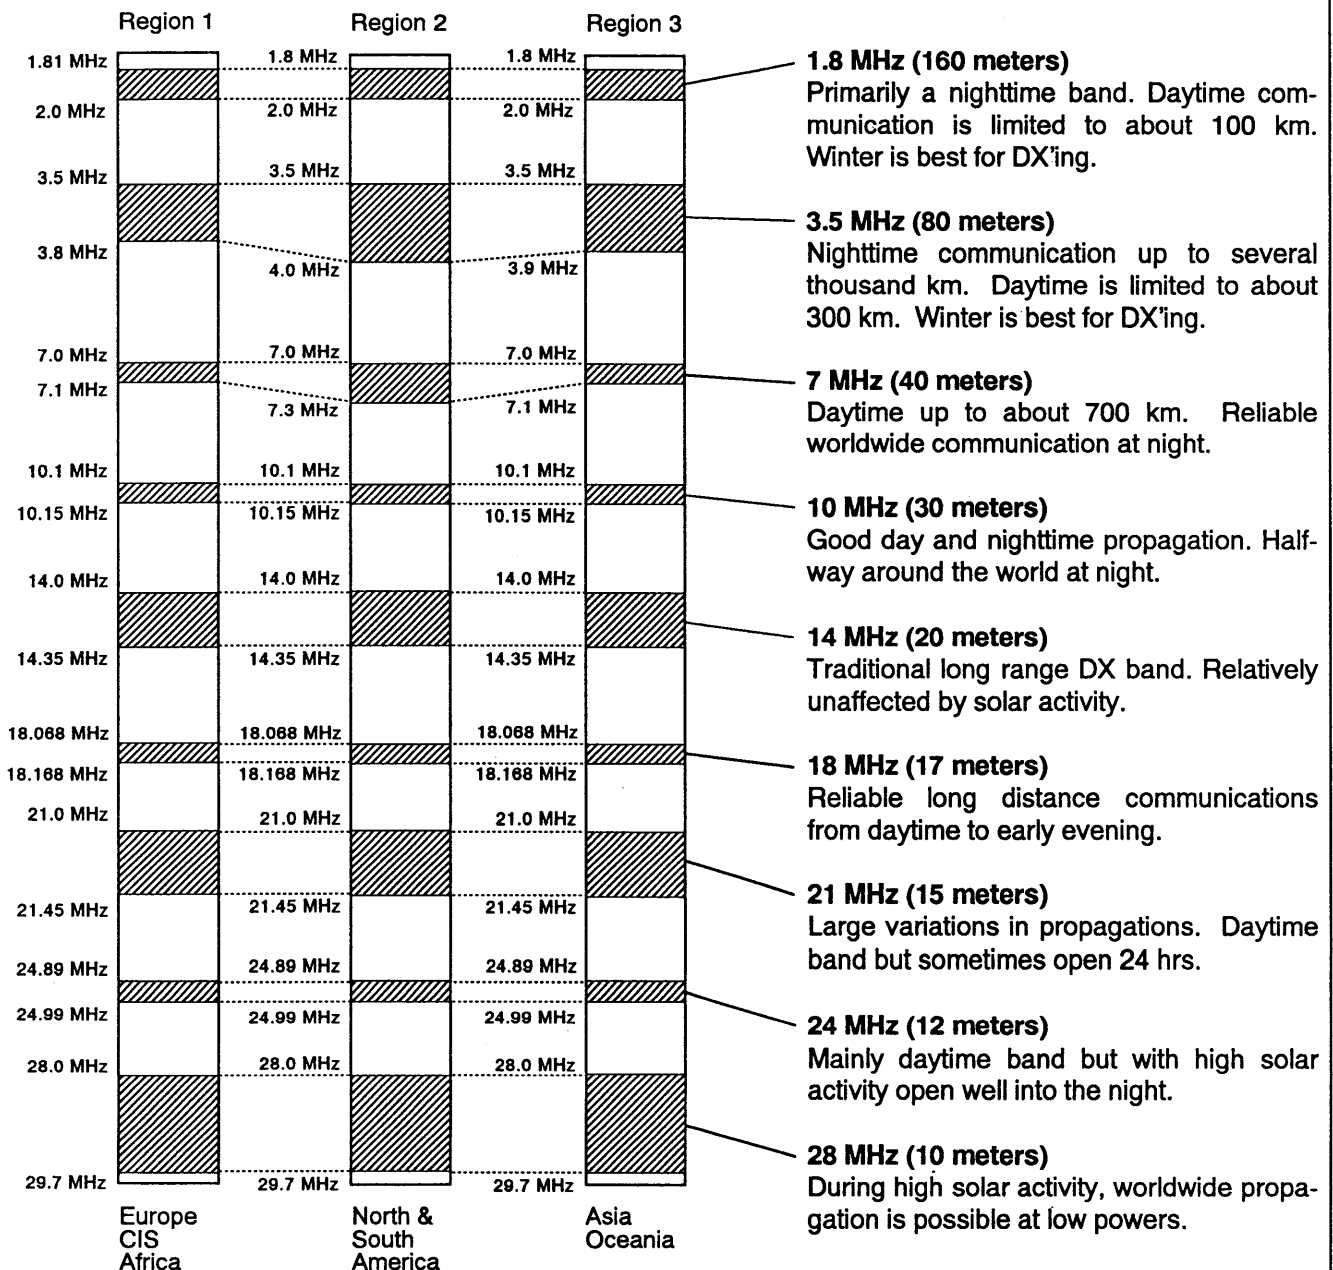 Region 1
Region 2
Region 3
1.81 MHz
1.8 MHz
1.8 MHz
2.0 MHz
2.0 MHz
2.0 MHz
3.5 MHz
3.5 MHz
3.5 MHz
3.8 MHz
4.0 MHz
3.9 MHz
7.0 MHz
7.0 MHz
7.0 MHz
7.1 MHz
7.3 MHz
7.1 MHz
10.1 MHz
10.1 MHz
10.1 MHz
10.15 MHz
10.15 MHz
10.15 MHz
14.0 MHz
14.0 MHz
14.0 MHz
14.35 MHz
14.35 MHz
14.35 MHz
18.068 MHz
18.068 MHz
18.068 MHz
18.168 MHz
18.168 MHz
18.168 MHz
21.0 MHz
21.0 MHz
21.0 MHz
21.45 MHz
21.45 MHz
21.45 MHz
24.89 MHz
24.89 MHz
24.89 MHz
24.99 MHz
24.99 MHz
24.99 MHz
28.0 MHz
28.0 MHz
28.0 MHz
29.7 MHz
29.7 MHz
29.7 MHz
Europe
CIS
Africa
North &
South
America
Asia
Oceania
1.8 MHz (160 meters)
Primarily a nighttime band. Daytime com-
munication is limited to about 100 km.
Winter is best for DX'ing.
3.5 MHz (80 meters)
Nighttime communication up to several
thousand km. Daytime is limited to about
300 km. Winter is best for DX'ing.
7 MHz (40 meters)
Daytime up to about 700 km. Reliable
worldwide communication at night.
10 MHz (30 meters)
Good day and nighttime propagation. Half-
way around the world at night.
14 MHz (20 meters)
Traditional long range DX band. Relatively
unaffected by solar activity.
18 MHz (17 meters)
Reliable long distance communications
from daytime to early evening.
21 MHz (15 meters)
Large variations in propagations. Daytime
band but sometimes open 24 hrs.
24 MHz (12 meters)
Mainly daytime band but with high solar
activity open well into the night.
28 MHz (10 meters)
During high solar activity, worldwide propa-
gation is possible at low powers.